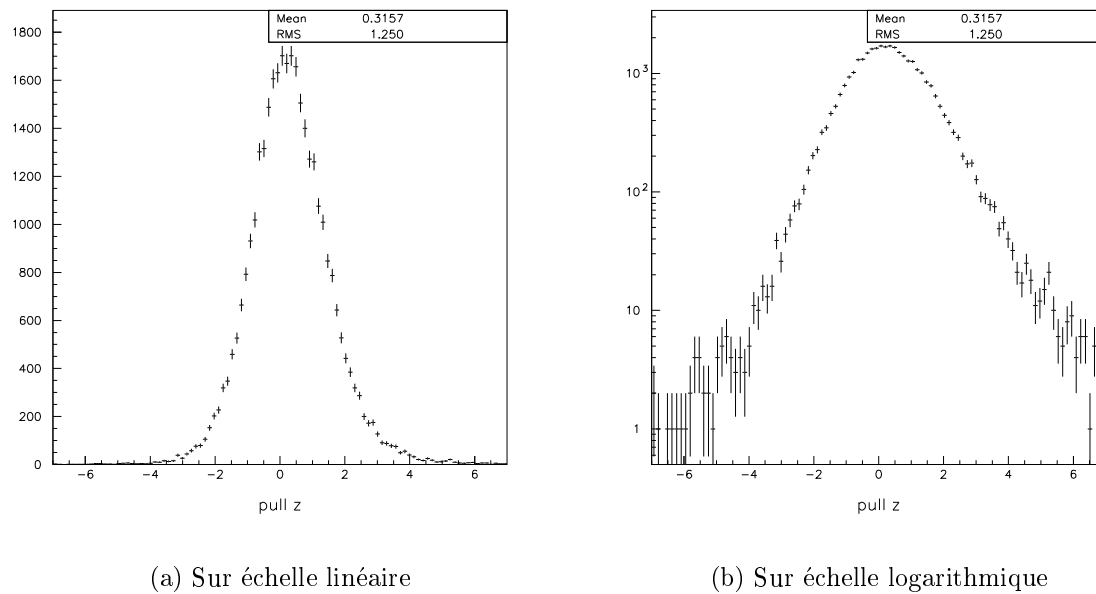 Mean 0.3157
RMS 1.250
1800
1600
1400
1200
1000
800
600
400
200
0
−6 −4 −2 0 2 4 6
pull z
(a) Sur échelle linéaire
Mean 0.3157
RMS 1.250
10³
10²
10
1
−6 −4 −2 0 2 4 6
pull z
(b) Sur échelle logarithmique